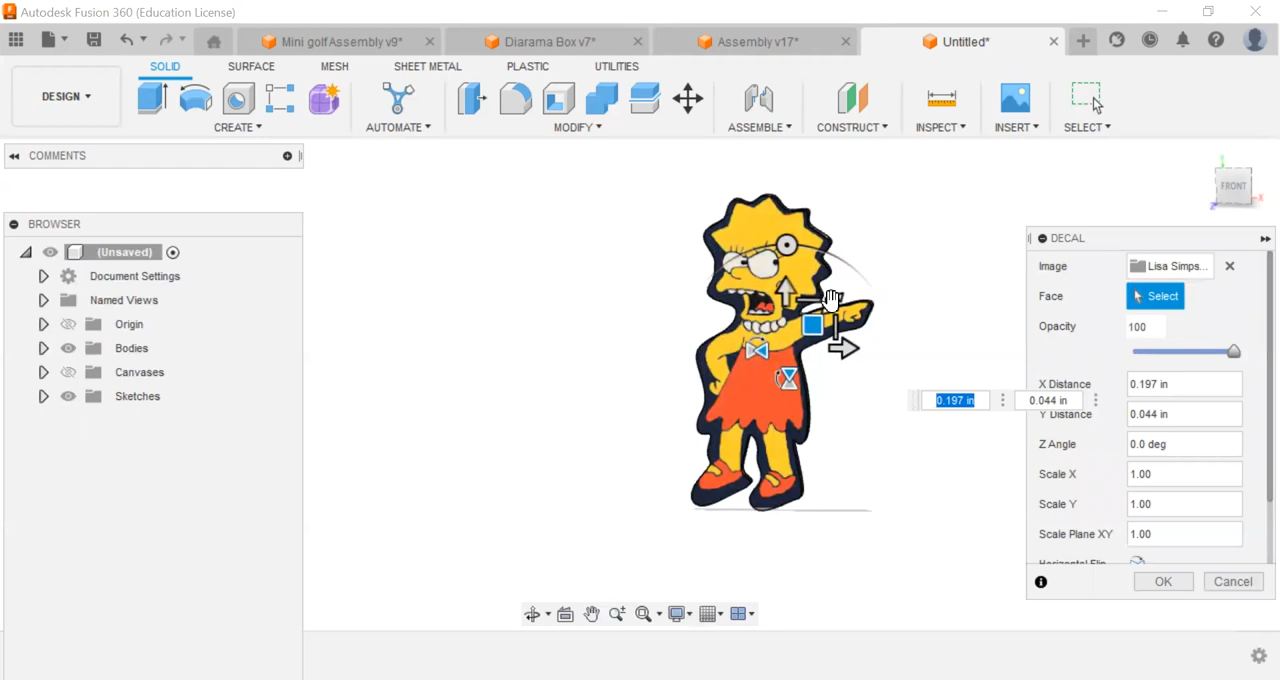 Autodesk Fusion 360 (Education License)
Mini golf Assembly v9*
Diarama Box v7*
Assembly v17*
Untitled*
DESIGN
SOLID
SURFACE
MESH
SHEET METAL
PLASTIC
UTILITIES
CREATE
AUTOMATE
MODIFY
ASSEMBLE
CONSTRUCT
INSPECT
INSERT
SELECT
COMMENTS
BROWSER
(Unsaved)
Document Settings
Named Views
Origin
Bodies
Canvases
Sketches
FRONT
0.197 in
0.044 in
DECAL
Image Lisa Simps...
Face Select
Opacity 100
X Distance 0.197 in
Y Distance 0.044 in
Z Angle 0.0 deg
Scale X 1.00
Scale Y 1.00
Scale Plane XY 1.00
Horizontal Flip
OK Cancel